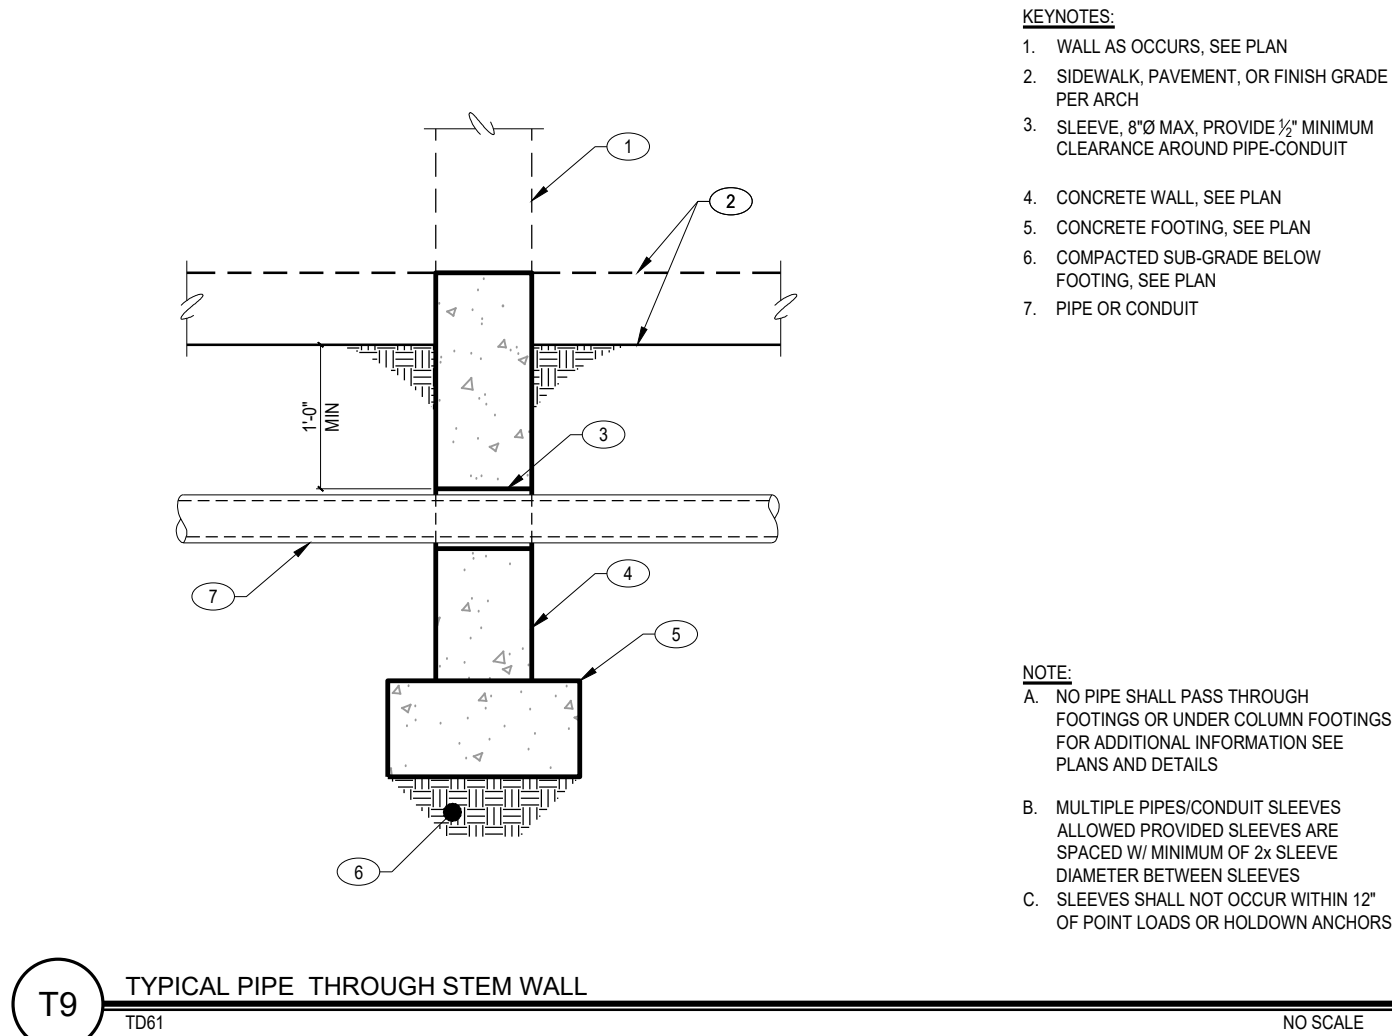 KEYNOTES:
1. WALL AS OCCURS, SEE PLAN
2. SIDEWALK, PAVEMENT, OR FINISH GRADE
PER ARCH
3. SLEEVE, 8"Ø MAX, PROVIDE ½" MINIMUM
CLEARANCE AROUND PIPE-CONDUIT
4. CONCRETE WALL, SEE PLAN
5. CONCRETE FOOTING, SEE PLAN
6. COMPACTED SUB-GRADE BELOW
FOOTING, SEE PLAN
7. PIPE OR CONDUIT
1
2
1'-0"
MIN
3
4
7
5
6
NOTE:
A. NO PIPE SHALL PASS THROUGH
FOOTINGS OR UNDER COLUMN FOOTINGS
FOR ADDITIONAL INFORMATION SEE
PLANS AND DETAILS
B. MULTIPLE PIPES/CONDUIT SLEEVES
ALLOWED PROVIDED SLEEVES ARE
SPACED W/ MINIMUM OF 2x SLEEVE
DIAMETER BETWEEN SLEEVES
C. SLEEVES SHALL NOT OCCUR WITHIN 12"
OF POINT LOADS OR HOLDOWN ANCHORS
T9
TYPICAL PIPE THROUGH STEM WALL
TD61
NO SCALE